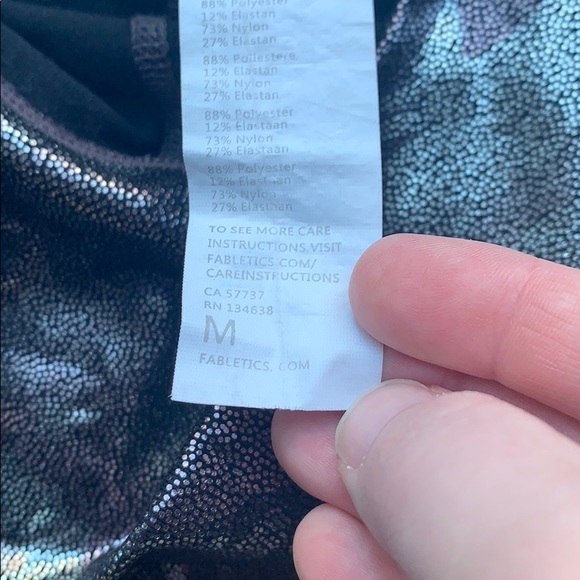 88% Polyester
12% Elastan
73% Nylon
27% Elastan
88% Poliestere
12% Elastan
73% Nylon
27% Elastan
88% Polyester
12% Elastaan
73% Nylon
27% Elastaan
88% Polyester
12% Elastan
73% Nylon
27% Elastaan
TO SEE MORE CARE
INSTRUCTIONS,VISIT
FABLETICS.COM/
CAREINSTRUCTIONS
CA 57737
RN 134638
M
FABLETICS.COM